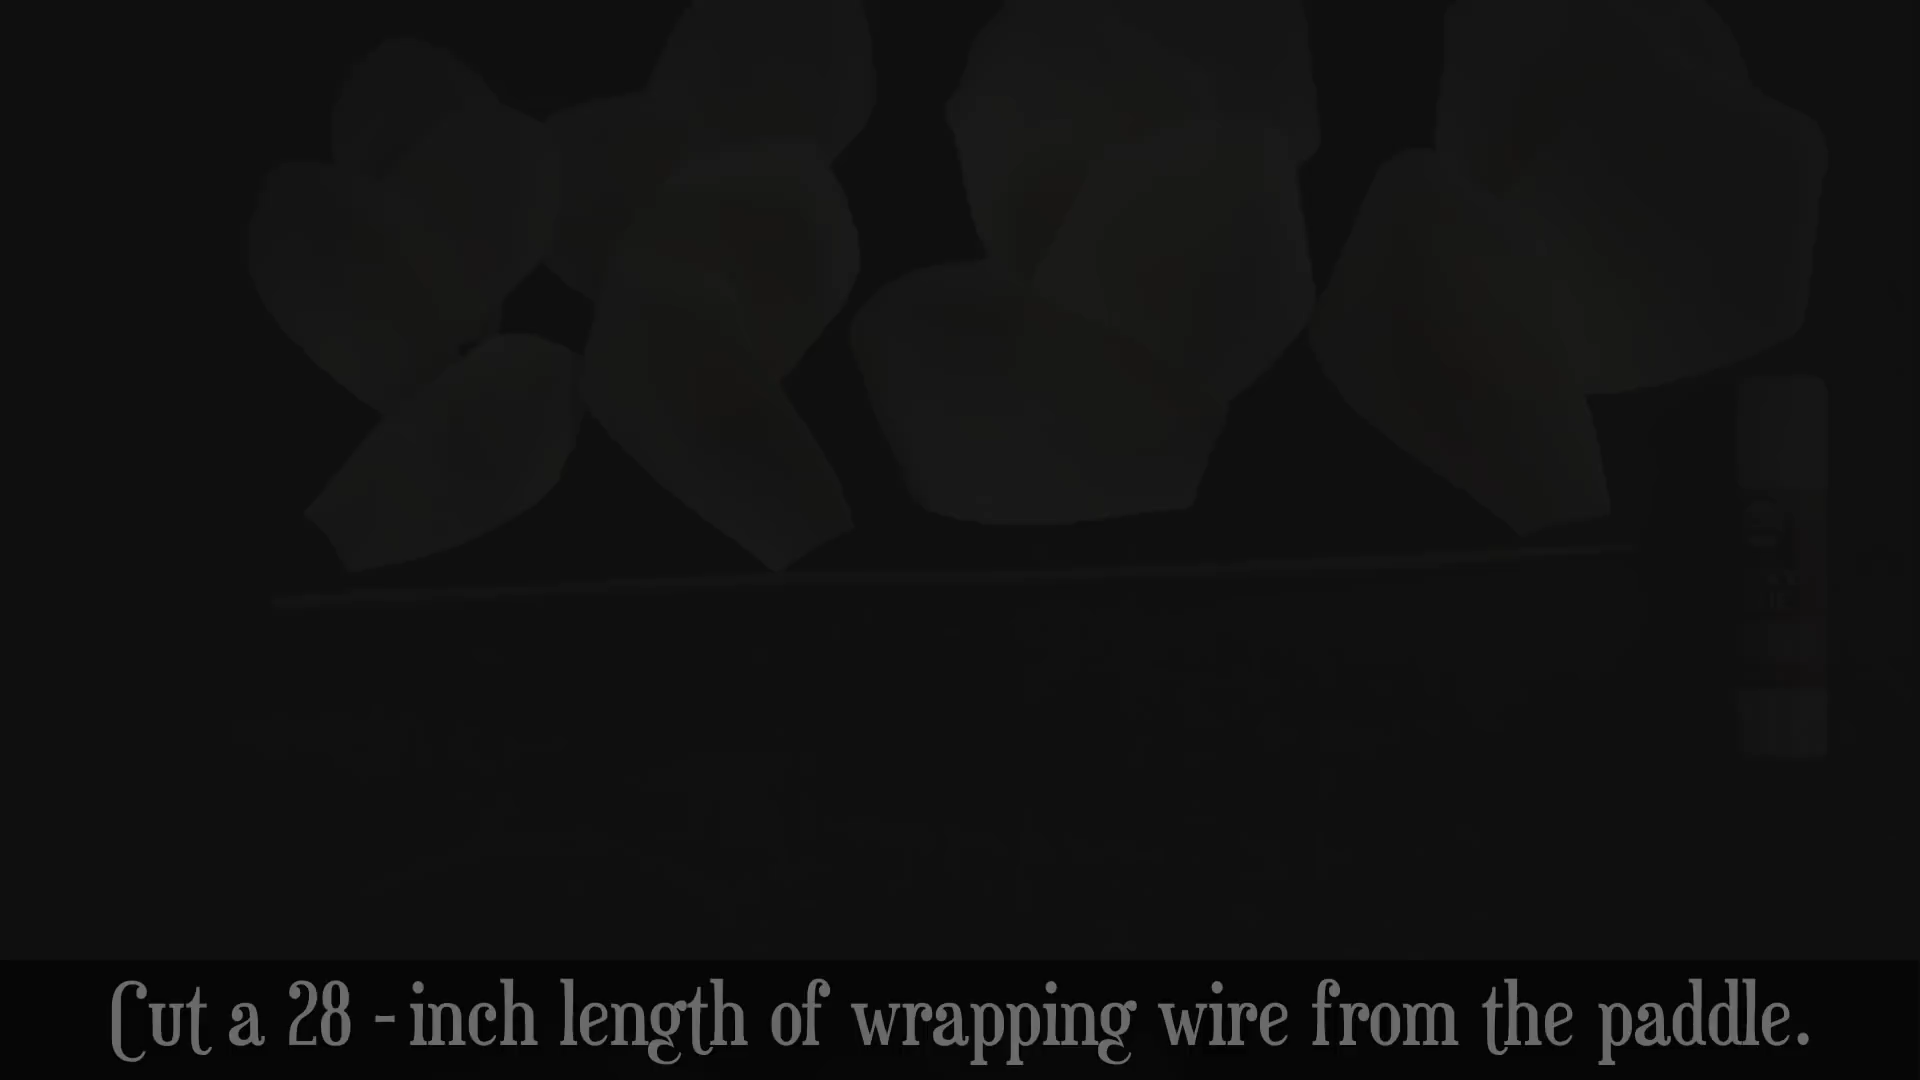 Cut a 28 - inch length of wrapping wire from the paddle.